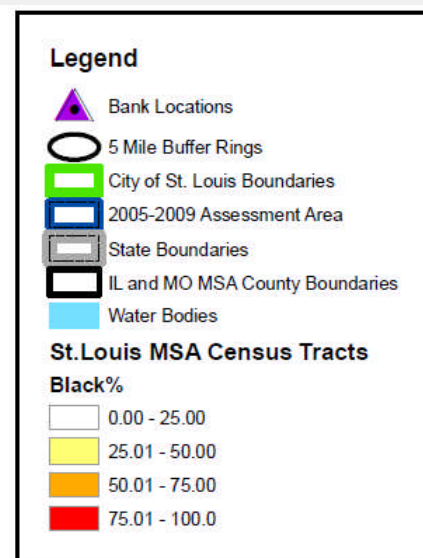 Legend
Bank Locations
5 Mile Buffer Rings
City of St. Louis Boundaries
2005-2009 Assessment Area
State Boundaries
IL and MO MSA County Boundaries
Water Bodies
St.Louis MSA Census Tracts
Black%
0.00 - 25.00
25.01 - 50.00
50.01 - 75.00
75.01 - 100.0